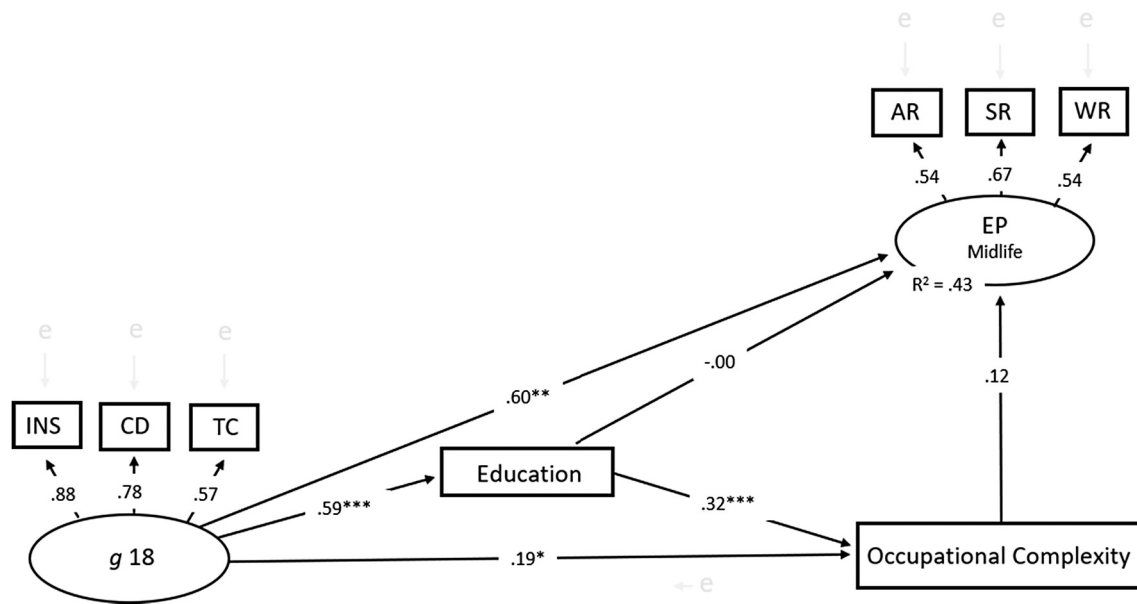 e e e
AR SR WR
.54 .67 .54
EP
Midlife
R² = .43
e e e
-.00 .12
.60**
INS CD TC
Education
.88 .78 .57
.59*** .32***
g 18
.19*
Occupational Complexity
e